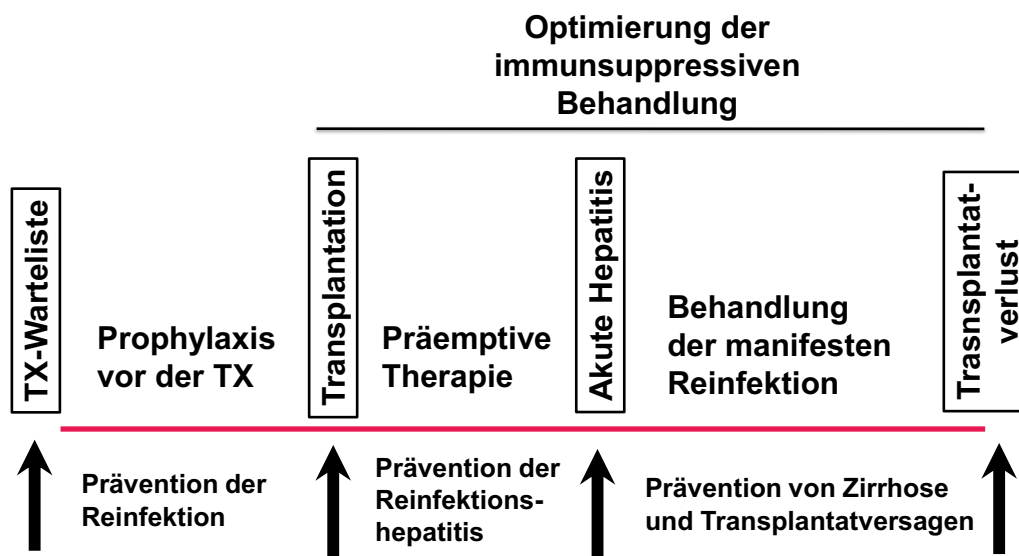 Optimierung der
immunsuppressiven
Behandlung
TX-Warteliste
Prophylaxis
vor der TX
Transplantation
Präemptive
Therapie
Akute Hepatitis
Behandlung
der manifesten
Reinfektion
Trasnsplantat-
verlust
Prävention der
Reinfektion
Prävention der
Reinfektions-
hepatitis
Prävention von Zirrhose
und Transplantatversagen